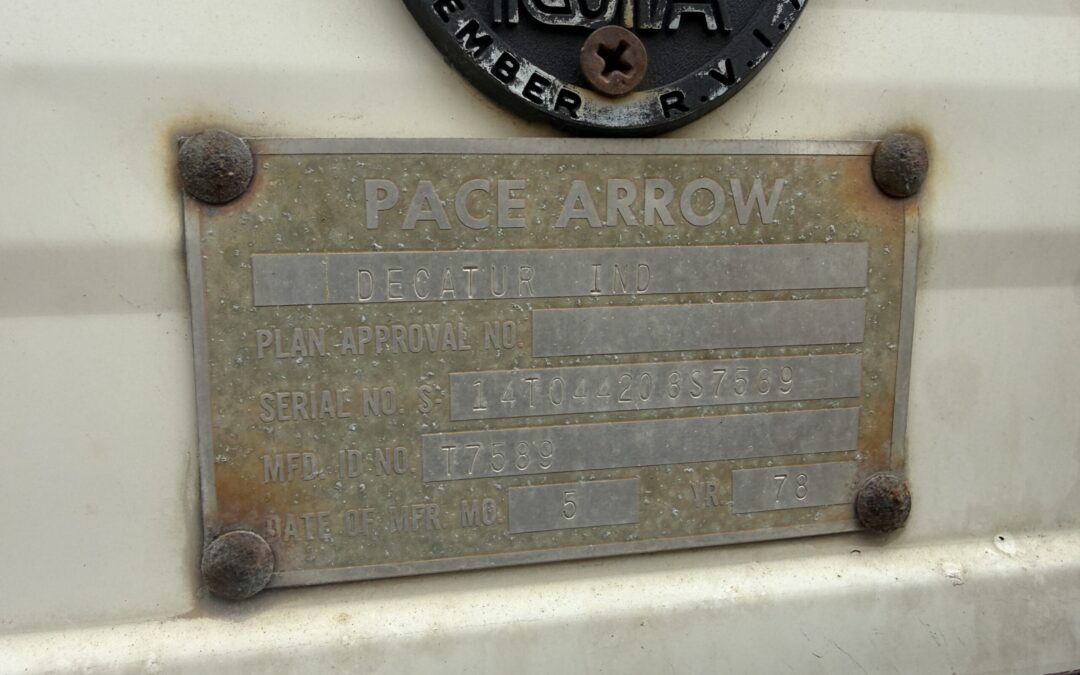 MEMBER R.V.I.
PACE ARROW
DECATUR IND
PLAN. APPROVAL NO.
SERIAL NO. S- 14T044208S7589
MFD. ID NO. T7589
DATE OF MFR. MO. 5 YR. 78